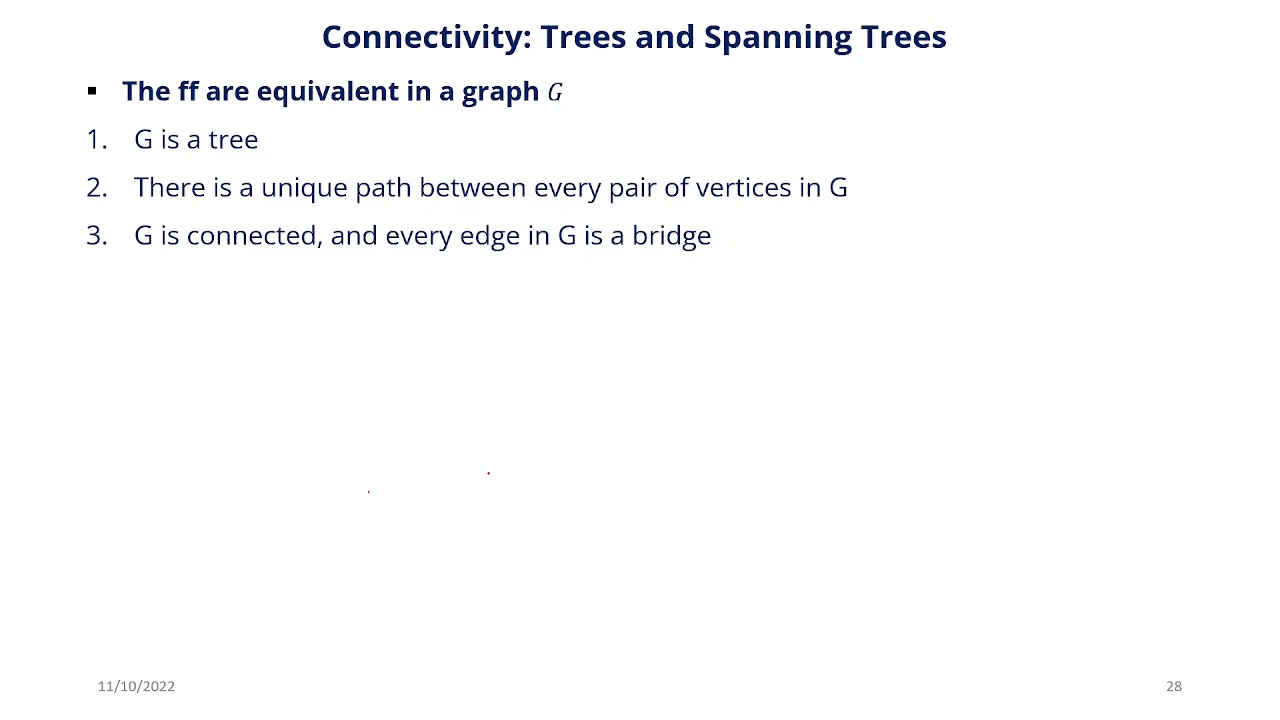 Connectivity: Trees and Spanning Trees
▪ The ff are equivalent in a graph 𝐺
1. G is a tree
2. There is a unique path between every pair of vertices in G
3. G is connected, and every edge in G is a bridge
11/10/2022
28